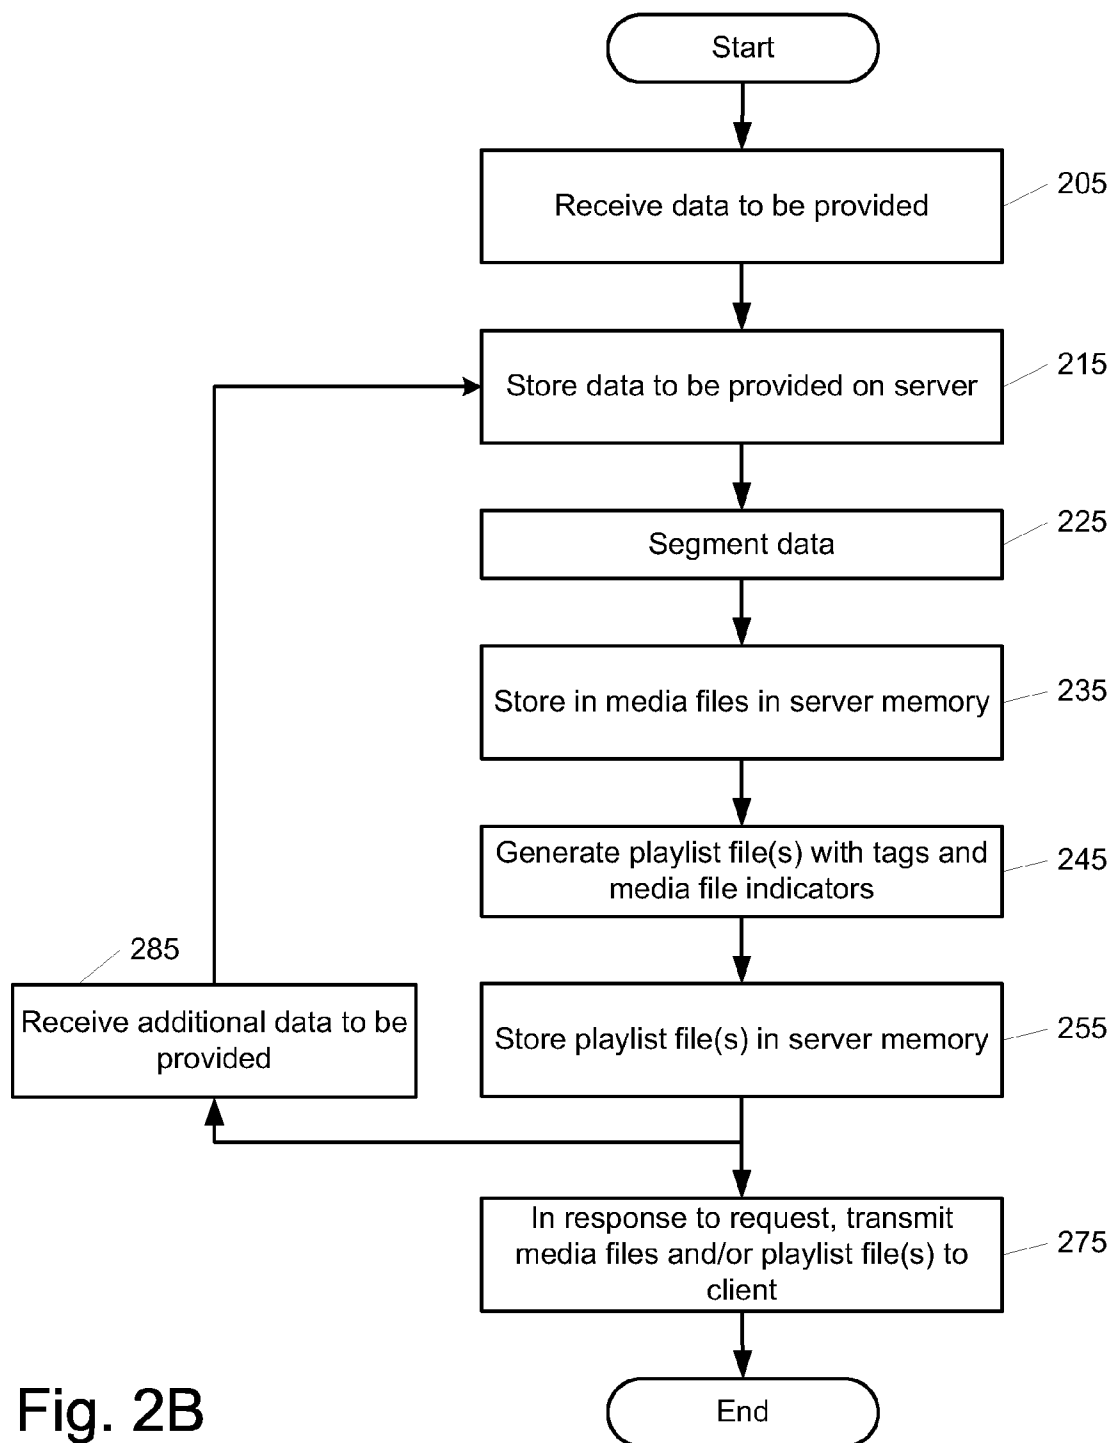 Start
Receive data to be provided
205
Store data to be provided on server
215
Segment data
225
Store in media files in server memory
235
Generate playlist file(s) with tags and
media file indicators
245
285
Receive additional data to be
provided
Store playlist file(s) in server memory
255
In response to request, transmit
media files and/or playlist file(s) to
client
275
End
Fig. 2B